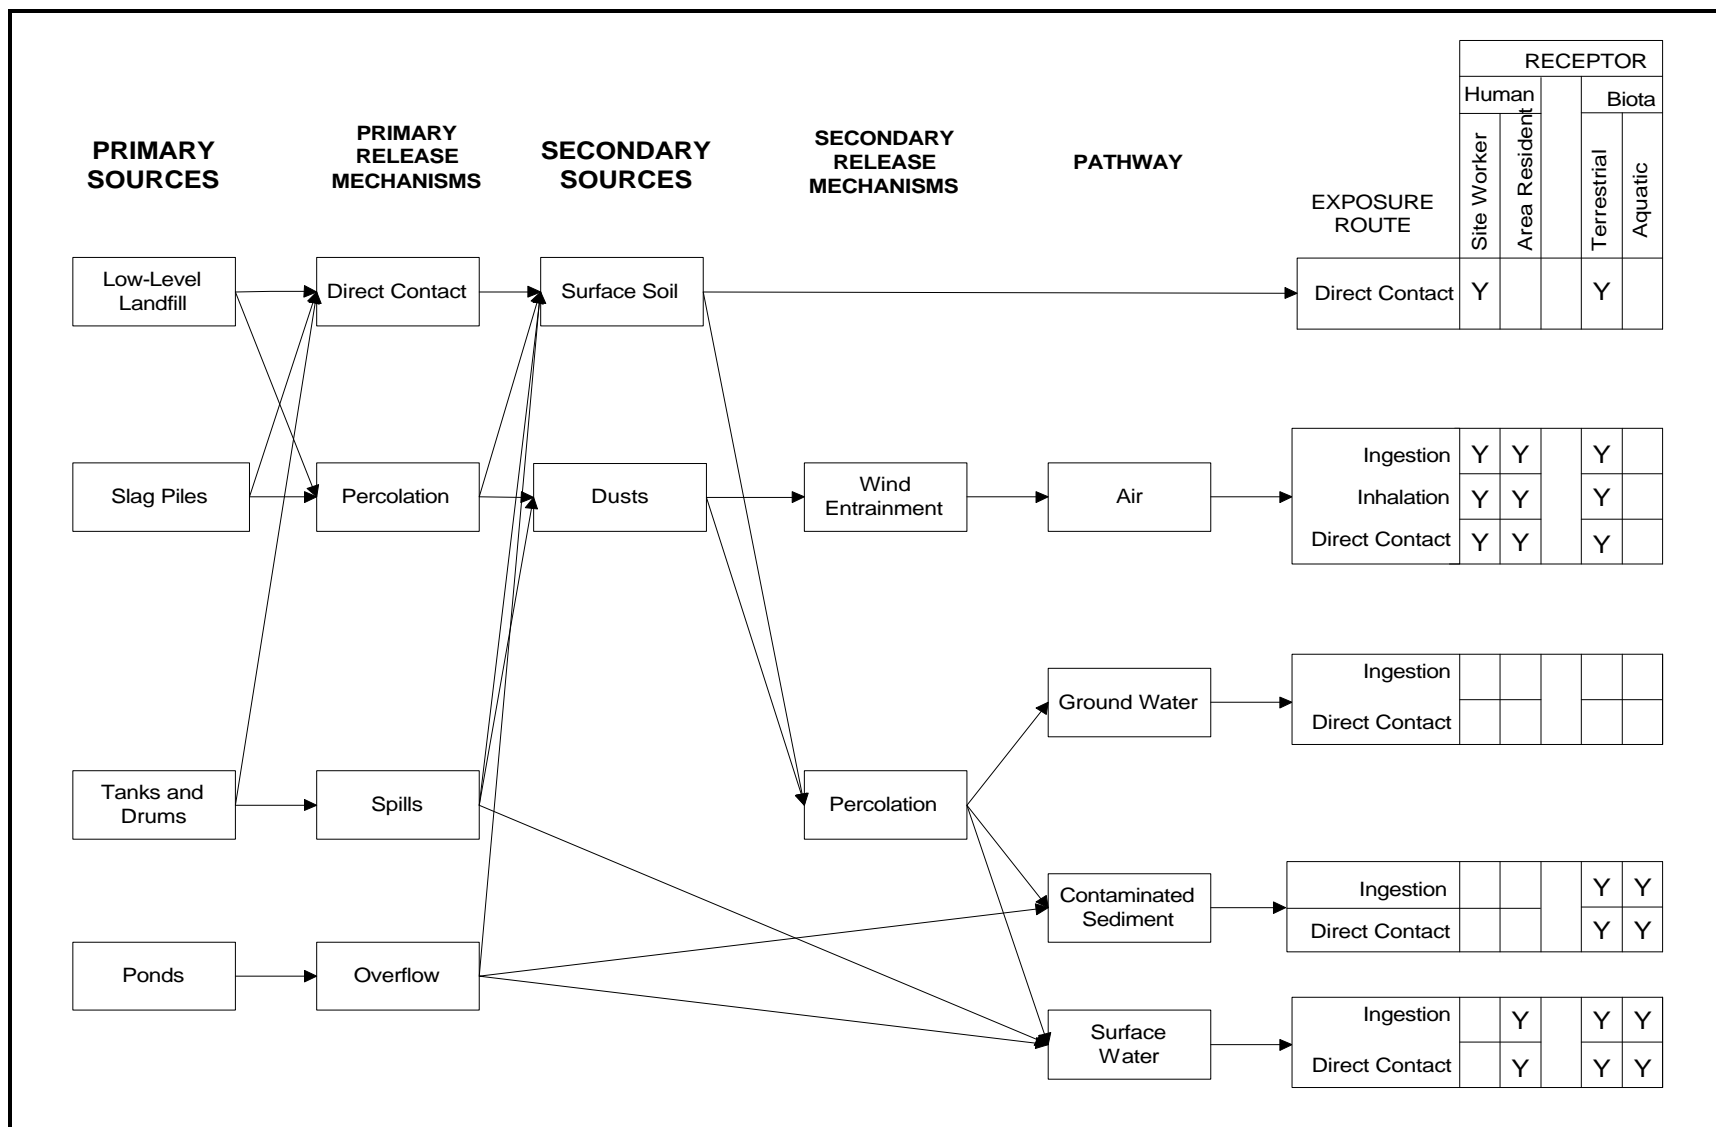 RECEPTOR
Human
Biota
PRIMARY
SOURCES
PRIMARY
RELEASE
MECHANISMS
SECONDARY
SOURCES
SECONDARY
RELEASE
MECHANISMS
PATHWAY
EXPOSURE
ROUTE
Site Worker
Area Resident
Terrestrial
Aquatic
Low-Level
Landfill
Direct Contact
Surface Soil
Direct Contact Y Y
Slag Piles
Percolation
Dusts
Wind
Entrainment
Air
Ingestion Y Y Y
Inhalation Y Y Y
Direct Contact Y Y Y
Ground Water
Ingestion
Direct Contact
Tanks and
Drums
Spills
Percolation
Contaminated
Sediment
Ingestion Y Y
Direct Contact Y Y
Ponds
Overflow
Surface
Water
Ingestion Y Y Y
Direct Contact Y Y Y